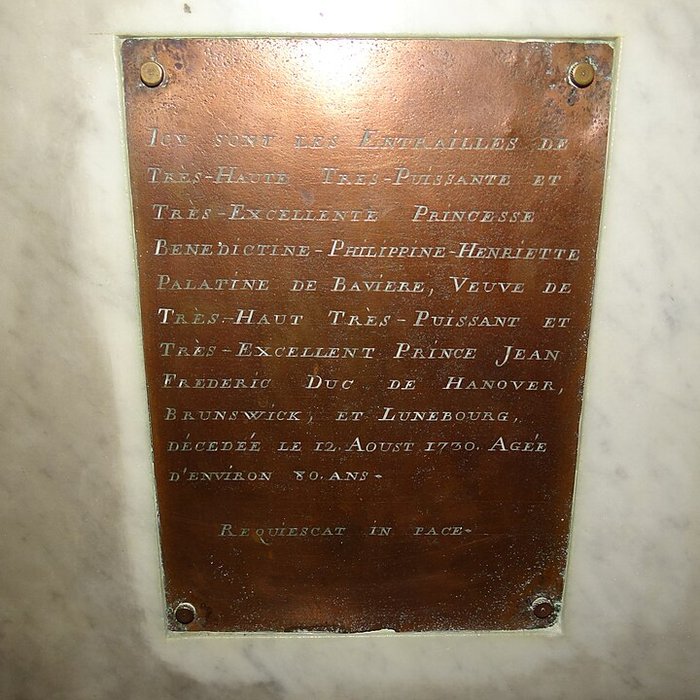 Icy sont les Entrailles de
Très-Haute Tres-Puissante et
Très-Excellente Princesse
Benedictine-Philippine-Henriette
Palatine de Baviere, Veuve de
Très-Haut Très-Puissant et
Très-Excellent Prince Jean
Frederic Duc de Hanover,
Brunswick, et Lunebourg,
décedée le 12. Aoust 1730. Agée
d'environ 80. ans.
Requiescat in pace.